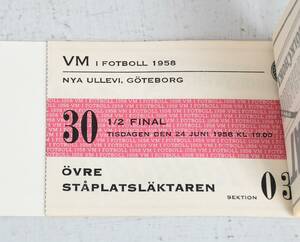 VM I FOTBOLL 1958
NYA ULLEVI, GÖTEBORG
30 1/2 FINAL
TISDAGEN DEN 24 JUNI 1958 KL 19.00
ÖVRE
STÅPLATSLÄKTAREN
SEKTION 03